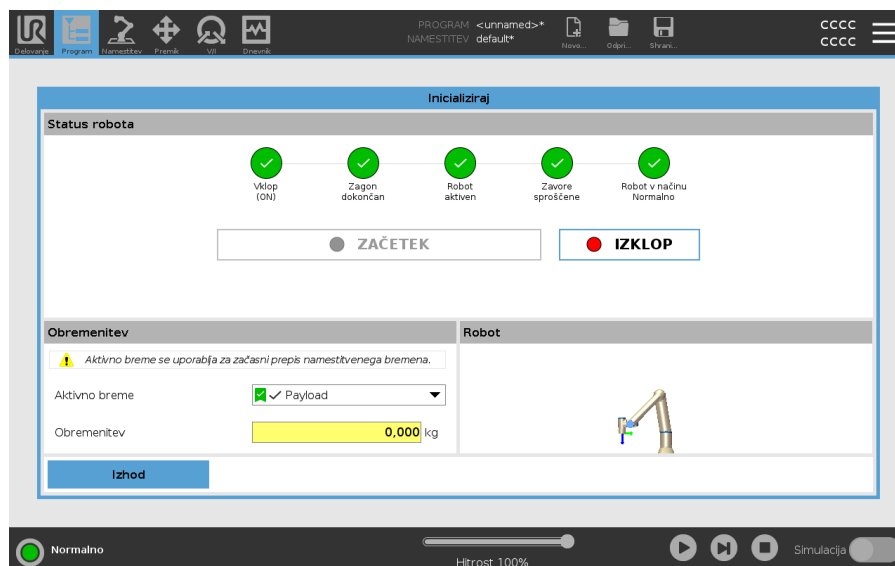 PROGRAM <unnamed>*
NAMESTITEV default*
cccc
cccc
Delovanje Program Namestitev Premik V/I Dnevnik Novo... Odpri... Shrani...
Inicializiraj
Status robota
Vklop
(ON)
Zagon
dokončan
Robot
aktiven
Zavore
sproščene
Robot v načinu
Normalno
ZAČETEK
IZKLOP
Obremenitev
Robot
Aktivno breme se uporablja za začasni prepis namestitvenega bremena.
Aktivno breme
Payload
Obremenitev
0,000 kg
Izhod
Normalno
Hitrost 100%
Simulacija